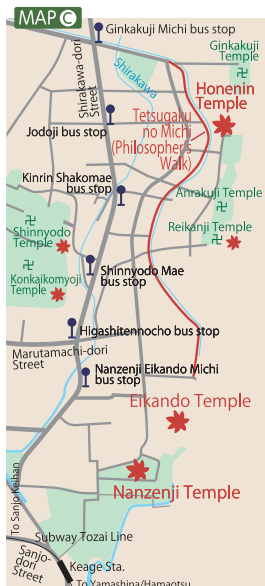 MAP C
Ginkakuji Michi bus stop
Ginkakuji
Temple
Shirakawa-dori
Street
Shirakawa
Honenin
Temple
Tetsugaku
no Michi
(Philosopher's
Walk)
Jodoji bus stop
Kinrin Shakomae
bus stop
Anrakuji Temple
Reikanji Temple
Shinnyodo
Temple
Konkaikomyoji
Temple
Shinnyodo Mae
bus stop
Higashitennocho bus stop
Marutamachi-dori
Street
Nanzenji Eikando Michi
bus stop
Eikando Temple
Nanzenji Temple
To Sanjo Keihan
Subway Tozai Line
Sanjo-
dori
Street
Keage Sta.
To Yamashina/Hamaotsu